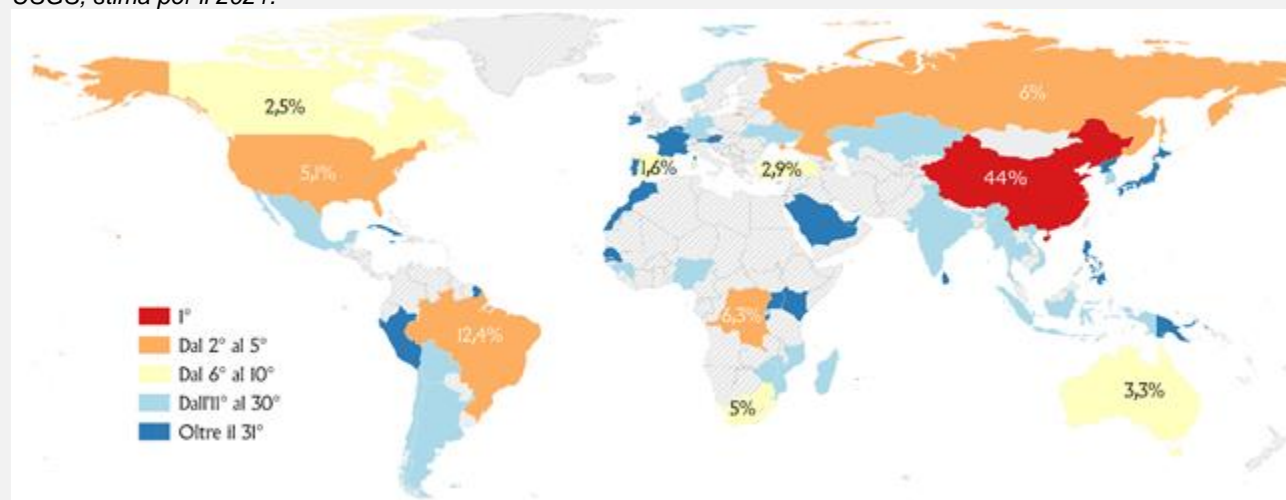 USGS, stima per il 2021.
2,5%
6%
5,1%
1,6%
2,9%
44%
12,4%
6,3%
5%
3,3%
1°
Dal 2° al 5°
Dal 6° al 10°
Dall'11° al 30°
Oltre il 31°